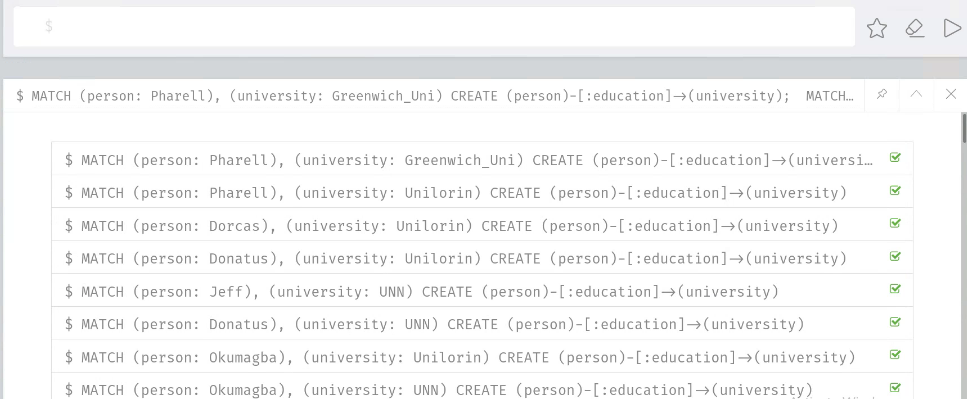 $
$ MATCH (person: Pharell), (university: Greenwich_Uni) CREATE (person)-[:education]→(university); MATCH…
$ MATCH (person: Pharell), (university: Greenwich_Uni) CREATE (person)-[:education]→(universi…
$ MATCH (person: Pharell), (university: Unilorin) CREATE (person)-[:education]→(university)
$ MATCH (person: Dorcas), (university: Unilorin) CREATE (person)-[:education]→(university)
$ MATCH (person: Donatus), (university: Unilorin) CREATE (person)-[:education]→(university)
$ MATCH (person: Jeff), (university: UNN) CREATE (person)-[:education]→(university)
$ MATCH (person: Donatus), (university: UNN) CREATE (person)-[:education]→(university)
$ MATCH (person: Okumagba), (university: Unilorin) CREATE (person)-[:education]→(university)
$ MATCH (person: Okumagba), (university: UNN) CREATE (person)-[:education]→(university)